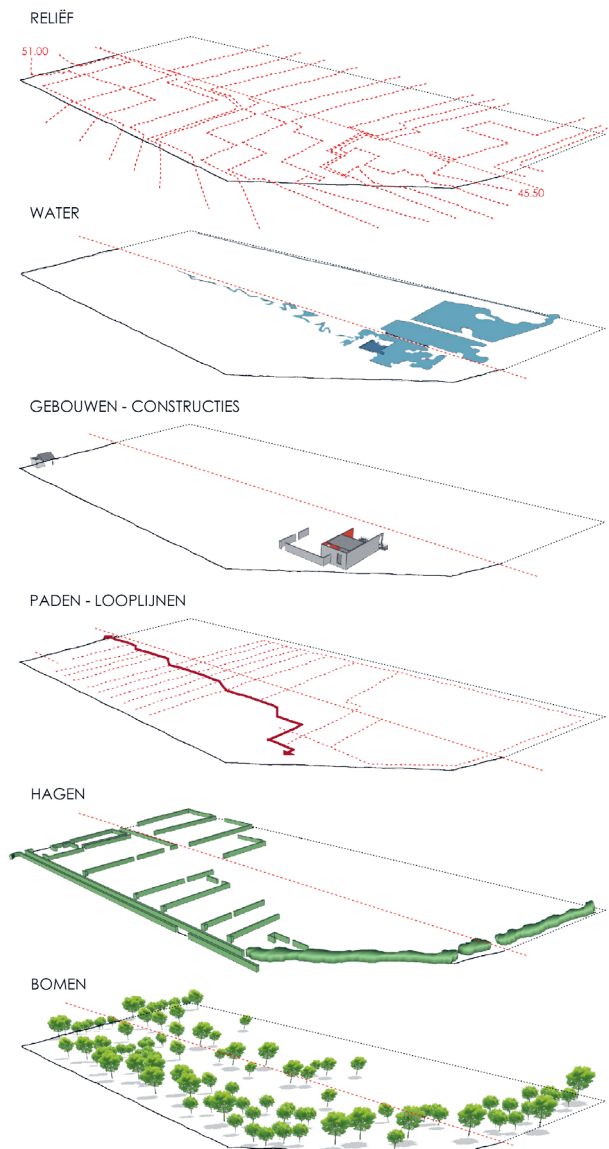 RELIËF
51.00
45.50
WATER
GEBOUWEN - CONSTRUCTIES
PADEN - LOOPLIJNEN
HAGEN
BOMEN